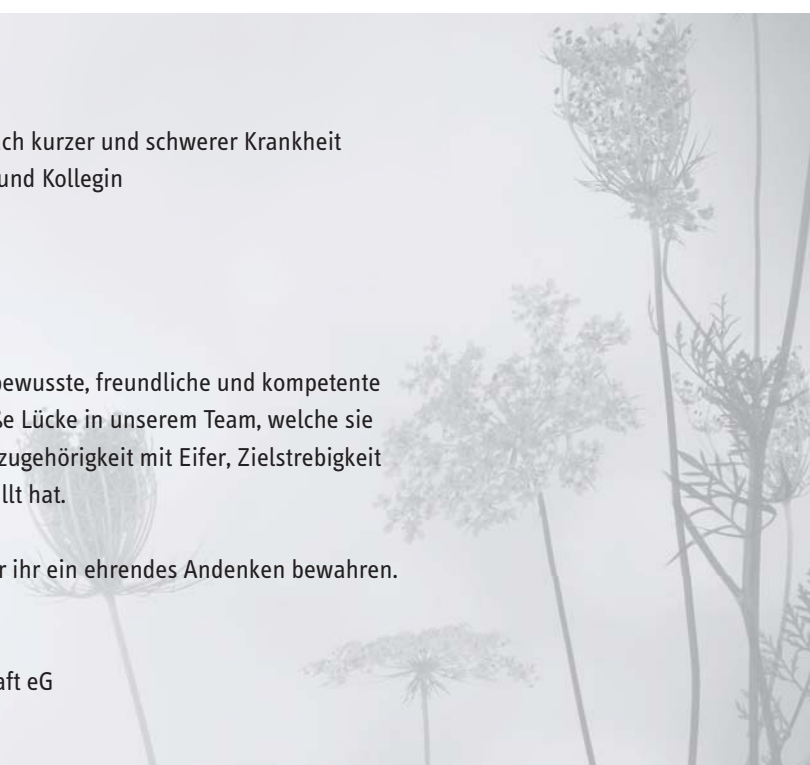 ch kurzer und schwerer Krankheit
und Kollegin
bewusste, freundliche und kompetente
ße Lücke in unserem Team, welche sie
zugehörigkeit mit Eifer, Zielstrebigkeit
llt hat.
r ihr ein ehrendes Andenken bewahren.
aft eG